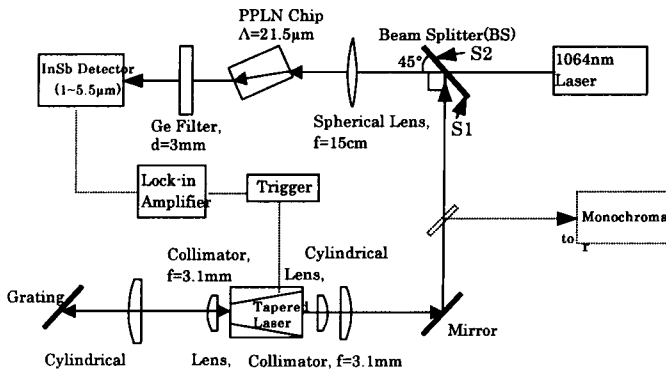 PPLN Chip
Λ=21.5μm
Beam Splitter(BS)
S2
45°
1064nm
Laser
InSb Detector
(1~5.5μm)
Ge Filter,
d=3mm
Spherical Lens,
f=15cm
S1
Lock-in
Amplifier
Trigger
Monochroma
to r
Collimator,
f=3.1mm
Lens,
Cylindrical
Grating
Tapered
Laser
Mirror
Cylindrical
Lens,
Collimator, f=3.1mm